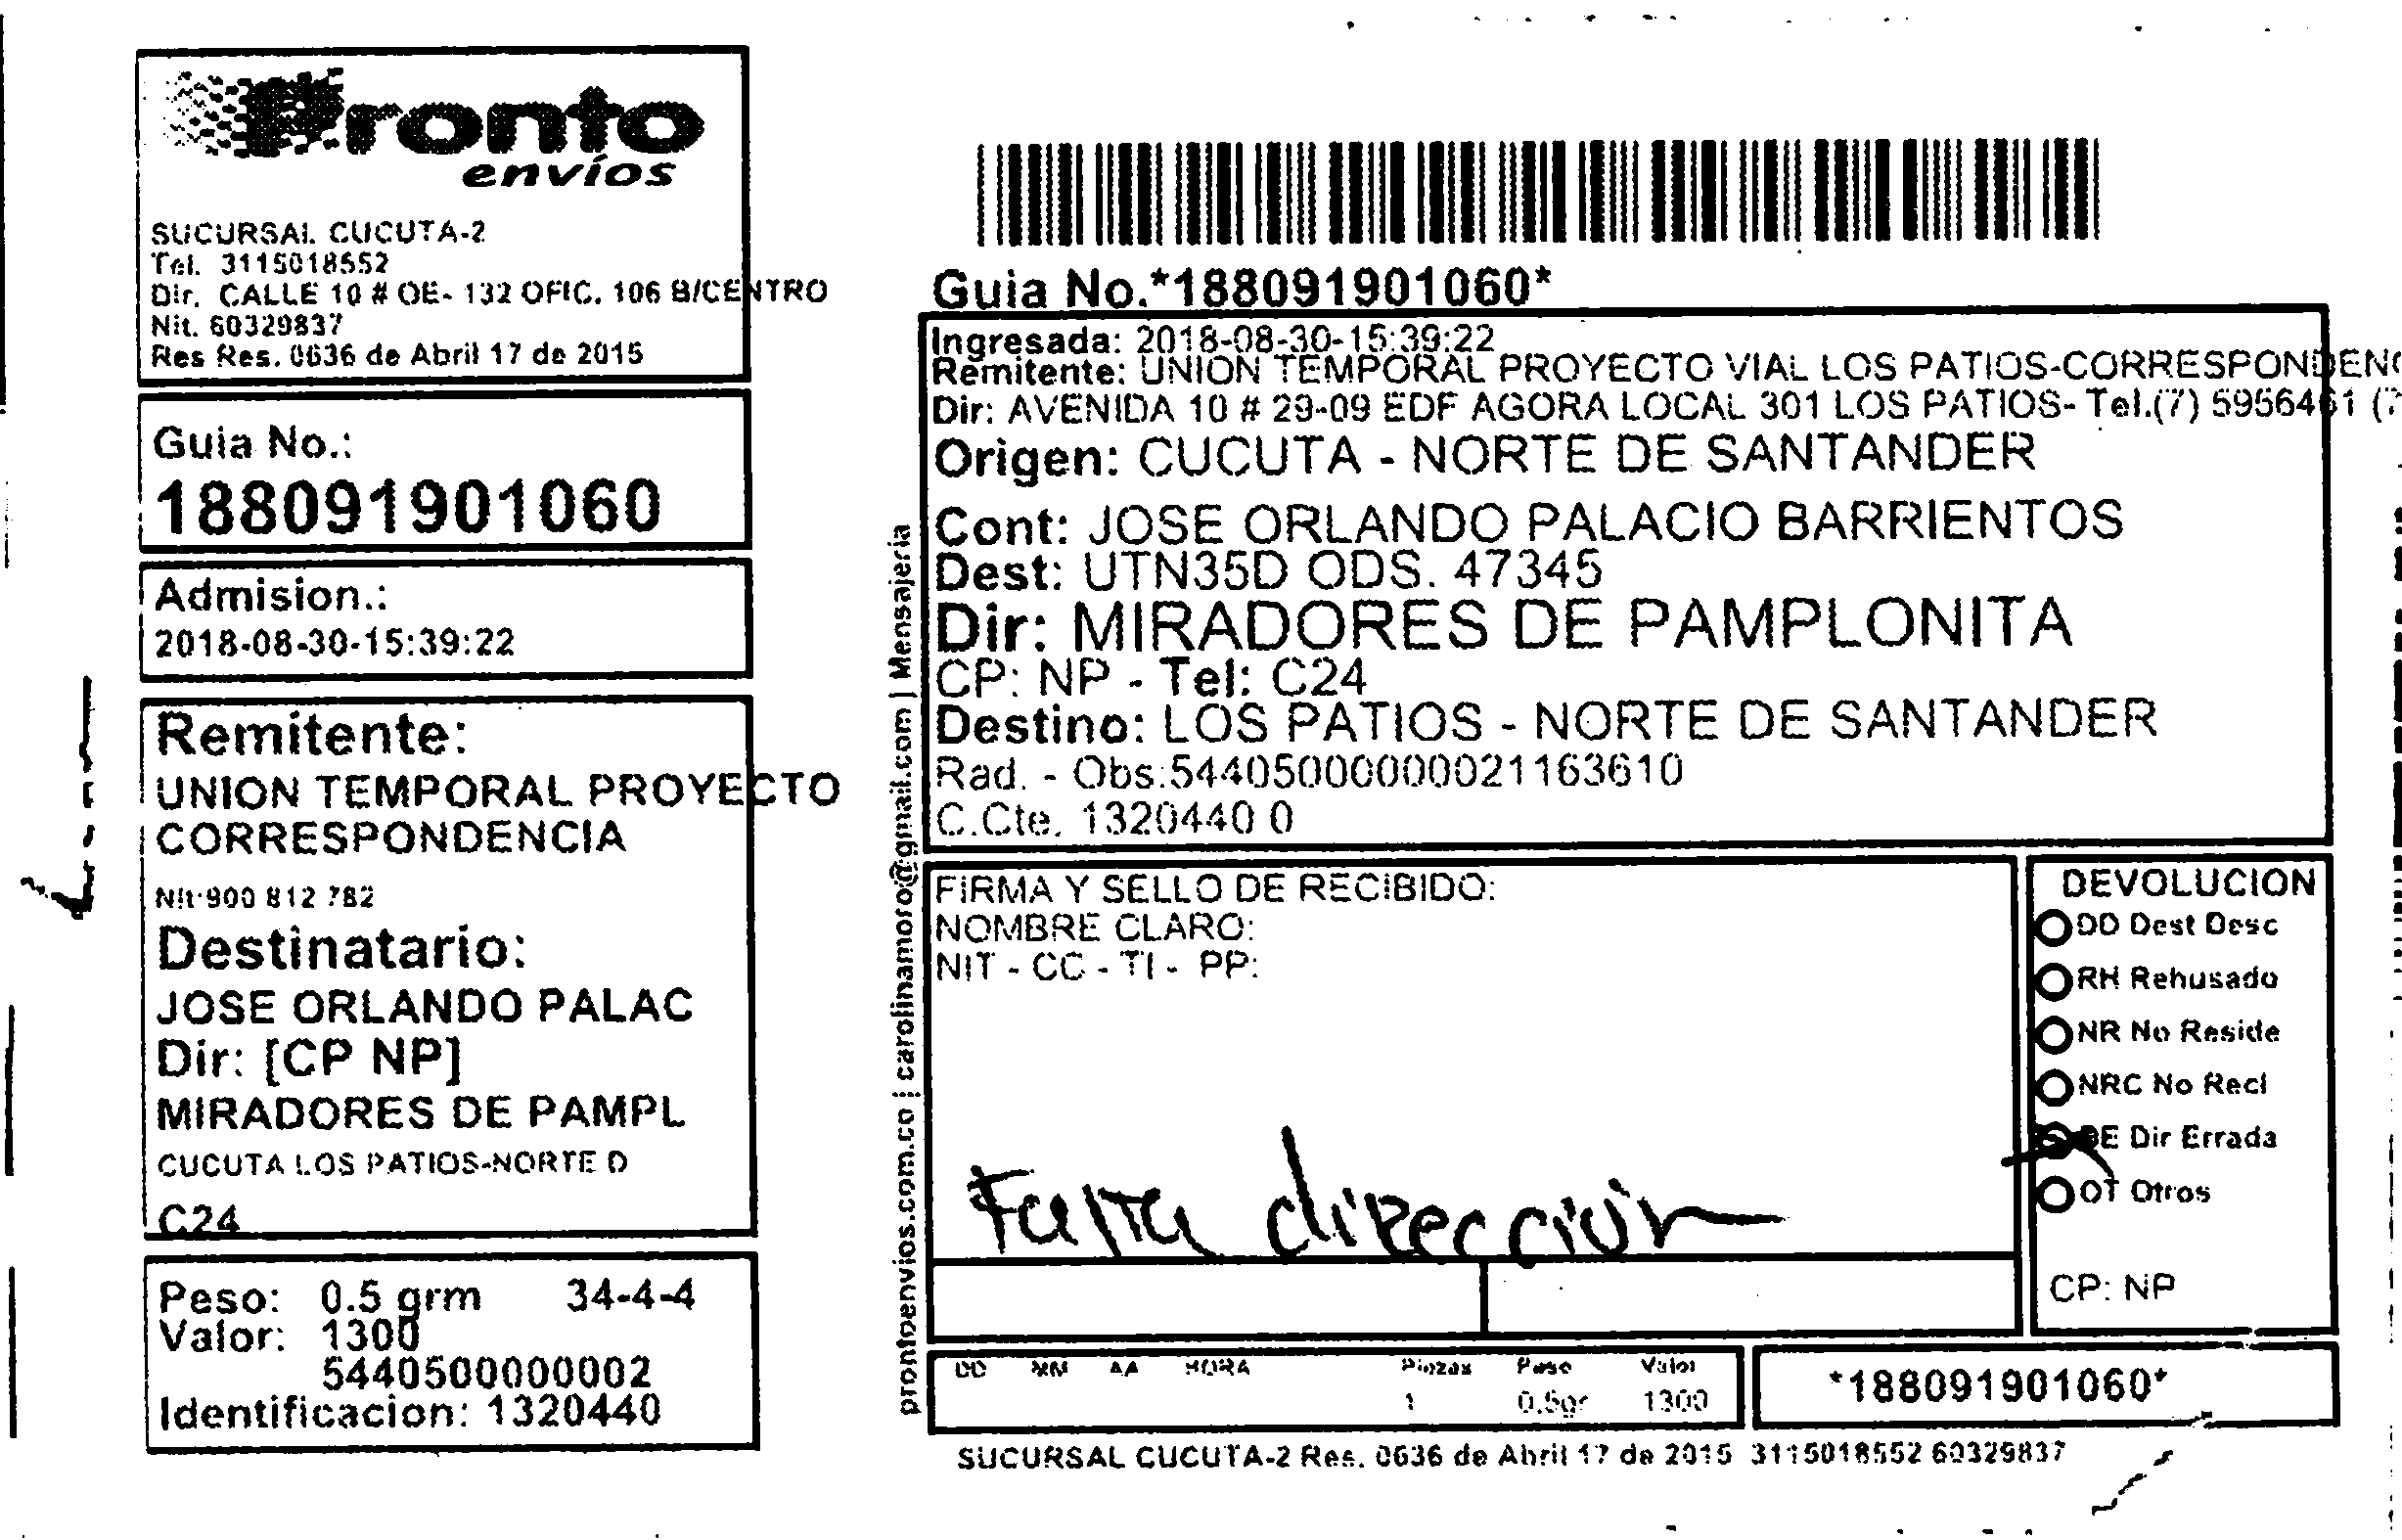 Pronto
envíos
SUCURSAL CUCUTA-2
Tel. 3115018552
Dir. CALLE 10 # OE- 132 OFIC. 106 B/CENTRO
Nit. 60329837
Res Res. 0636 de Abril 17 de 2015
Guia No.:
188091901060
Admision.:
2018-08-30-15:39:22
Remitente:
UNION TEMPORAL PROYECTO
CORRESPONDENCIA
Nit:900 812 782
Destinatario:
JOSE ORLANDO PALAC
Dir: [CP NP]
MIRADORES DE PAMPL
CUCUTA LOS PATIOS-NORTE D
C24
Peso: 0.5 grm 34-4-4
Valor: 1300
5440500000002
Identificacion: 1320440
prontoenvios.com.co | carolinamoro@gmail.com | Mensajeria
Guia No.*188091901060*
Ingresada: 2018-08-30-15:39:22
Remitente: UNION TEMPORAL PROYECTO VIAL LOS PATIOS-CORRESPONDENC
Dir: AVENIDA 10 # 29-09 EDF AGORA LOCAL 301 LOS PATIOS- Tel.(7) 5956461 (7
Origen: CUCUTA - NORTE DE SANTANDER
Cont: JOSE ORLANDO PALACIO BARRIENTOS
Dest: UTN35D ODS. 47345
Dir: MIRADORES DE PAMPLONITA
CP: NP - Tel: C24
Destino: LOS PATIOS - NORTE DE SANTANDER
Rad. - Obs:544050000000021163610
C.Cte. 1320440 0
FIRMA Y SELLO DE RECIBIDO:
NOMBRE CLARO:
NIT - CC - TI - PP:
Falta dirección
DEVOLUCION
DD Dest Desc
RH Rehusado
NR No Reside
NRC No Recl
DE Dir Errada
OT Otros
CP: NP
DD MM AA HORA Piezas Peso Valor
1 0.5gr 1300
*188091901060*
SUCURSAL CUCUTA-2 Res. 0636 de Abril 17 de 2015 3115018552 60329837